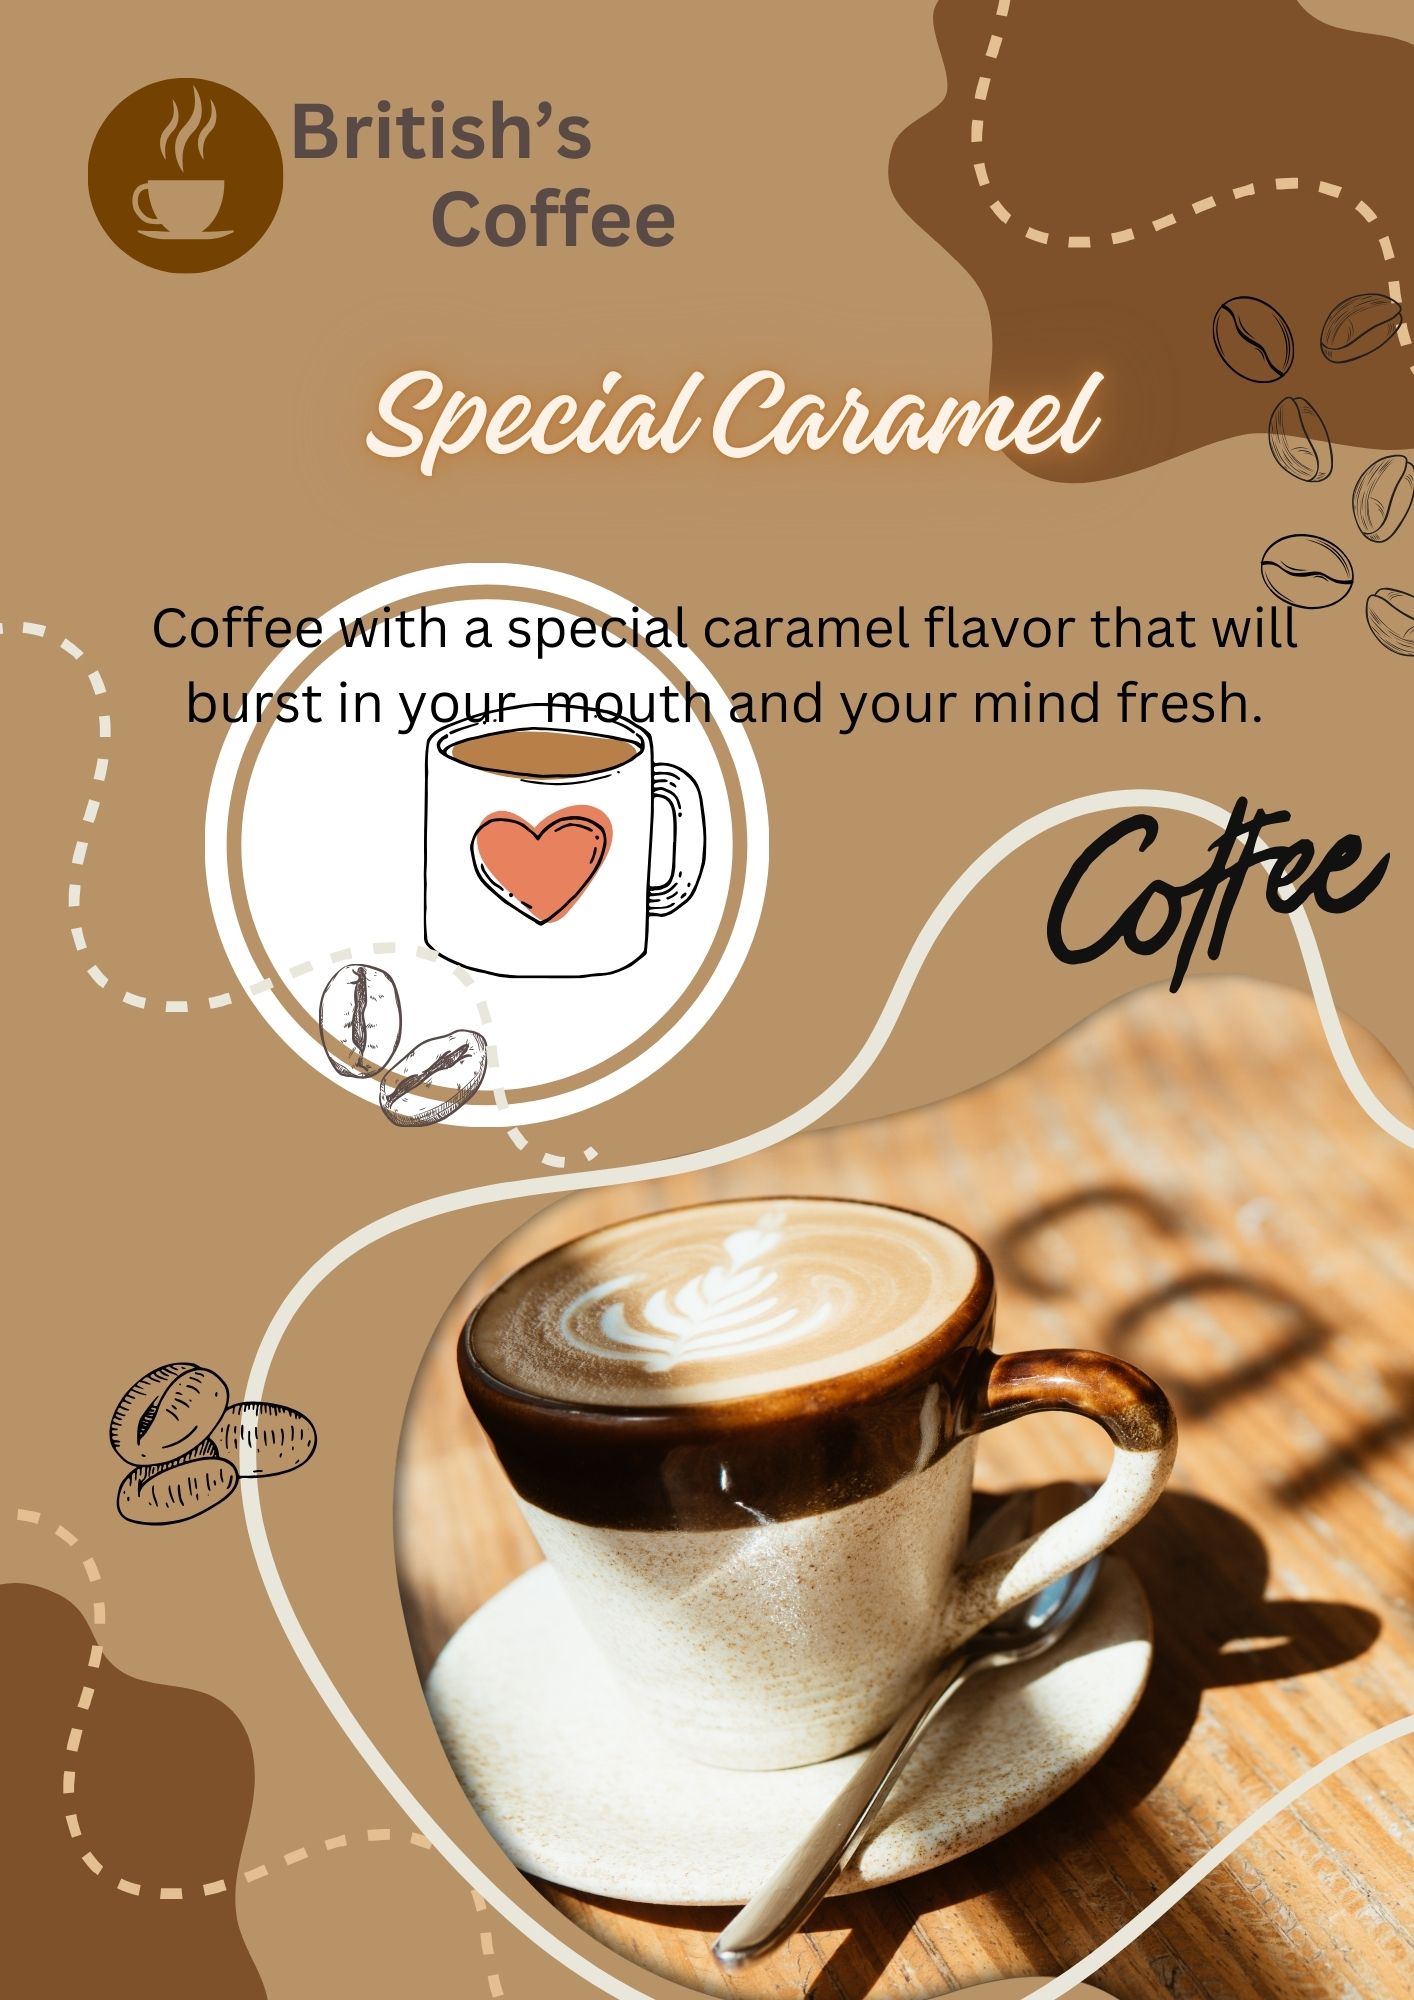 British’s
Coffee
Special Caramel
Coffee with a special caramel flavor that will
burst in your  mouth and your mind fresh.
Coffee